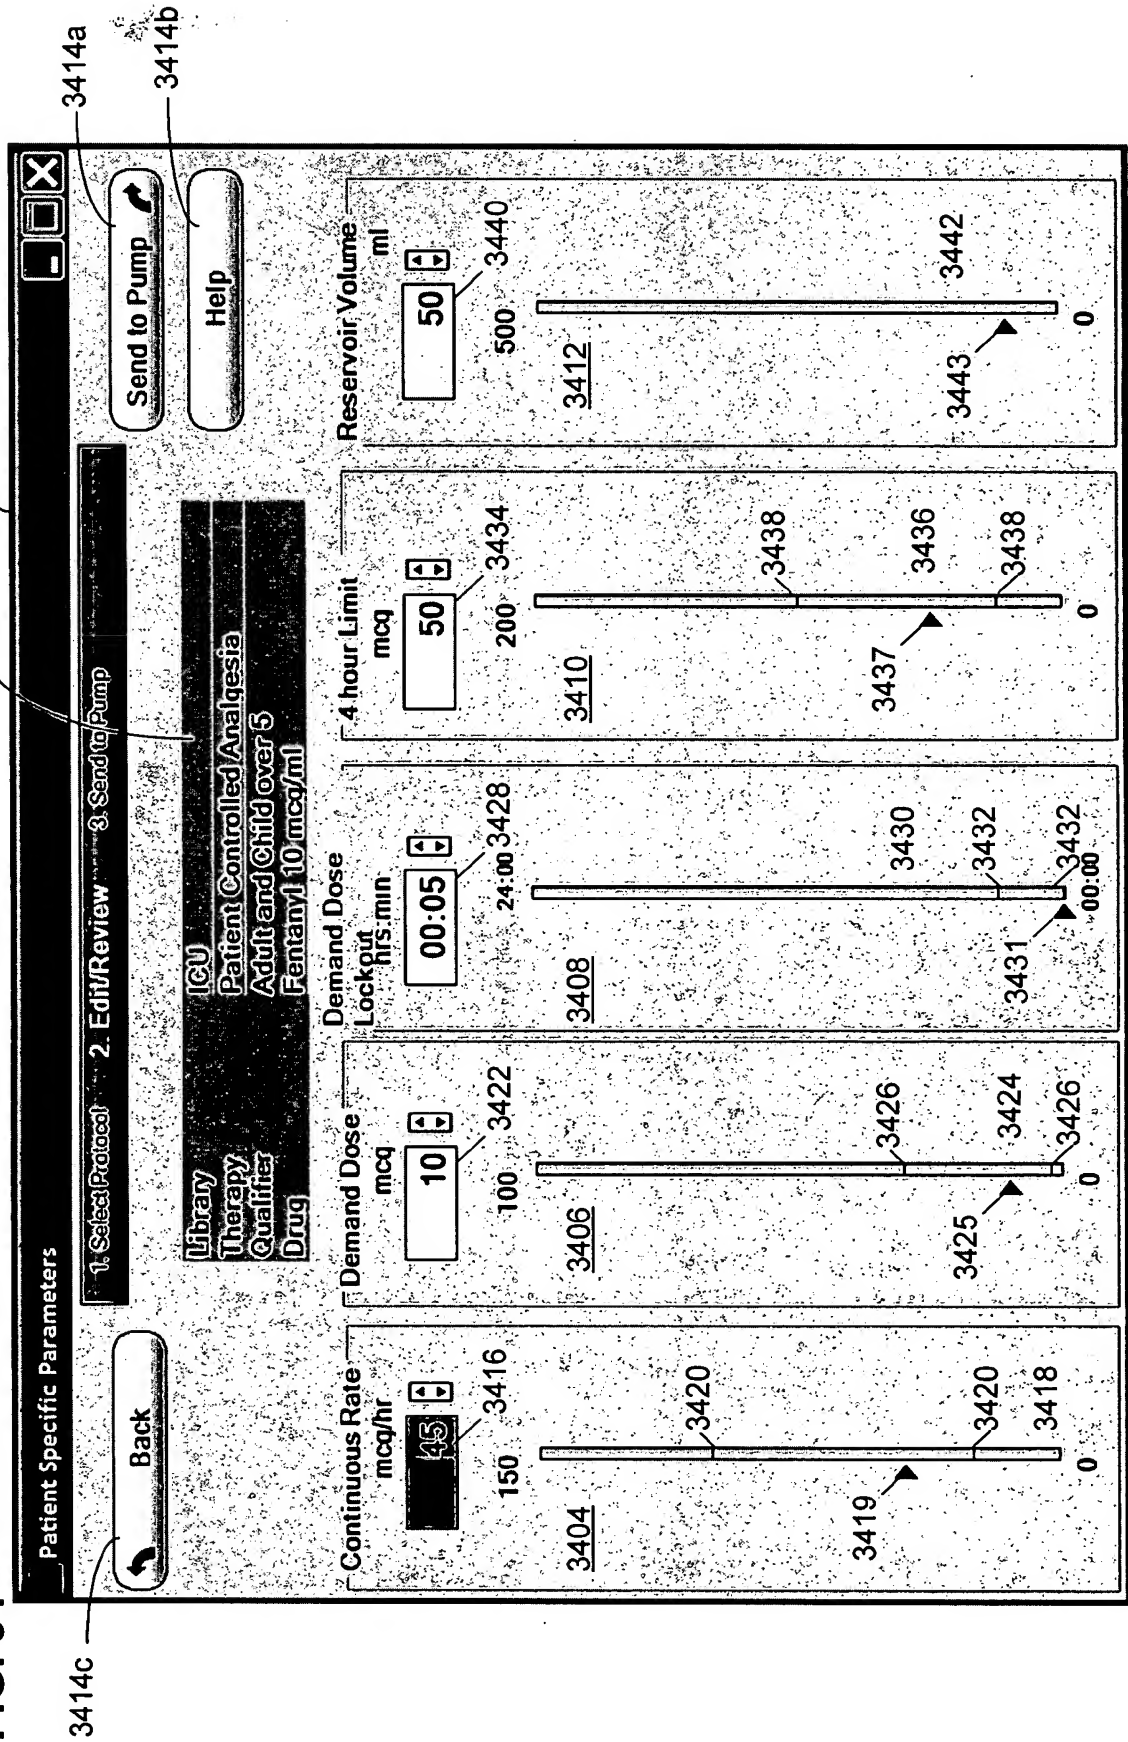 3414c
3414a
3414b
Patient Specific Parameters
1. Select Protocol 2. Edit/Review 3. Send to Pump
Back
Send to Pump
Help
Library ICU
Therapy Patient Controlled Analgesia
Qualifier Adult and Child over 5
Drug Fentanyl 10 mcg/ml
Continuous Rate
mcq/hr
45
3416
150
3404
3420
3419
3420
3418
0
Demand Dose
mcq
10
3422
100
3406
3426
3425
3424
3426
0
Demand Dose
Lockout
hrs:mn
00:05
3428
24:00
3408
3430
3432
3431
3432
00:00
4 hour Limit
mcq
50
3434
200
3410
3438
3437
3436
3438
0
Reservoir Volume
ml
50
3440
500
3412
3443
3442
0